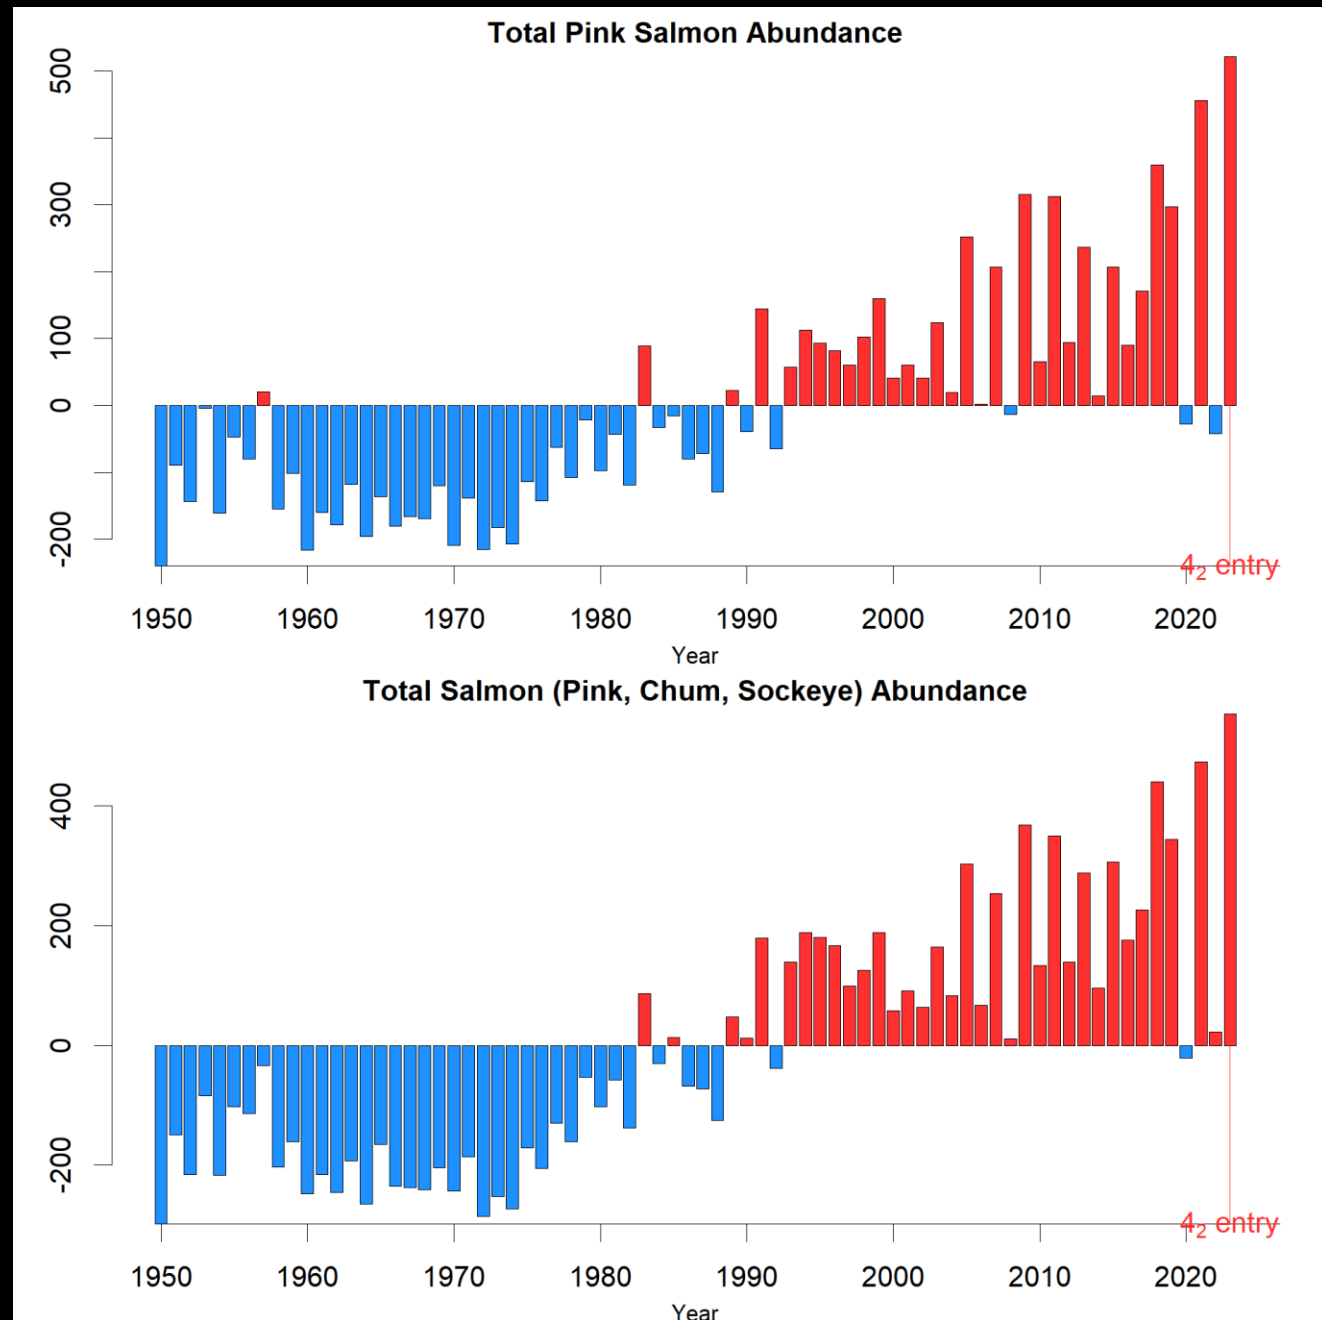 Total Pink Salmon Abundance
500
300
100
0
-200
4₂ entry
1950 1960 1970 1980 1990 2000 2010 2020
Year
Total Salmon (Pink, Chum, Sockeye) Abundance
400
200
0
-200
4₂ entry
1950 1960 1970 1980 1990 2000 2010 2020
Year